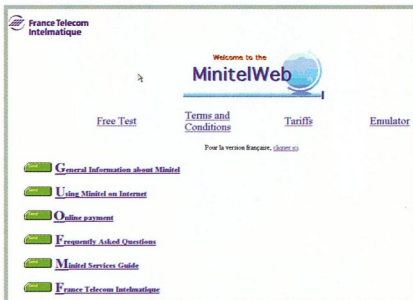 France Telecom
Intelmatique
Welcome to the
MinitelWeb
Free Test
Terms and
Conditions
Tariffs
Emulator
Pour la version française, cliquer ici
General Information about Minitel
Using Minitel on Internet
Online payment
Frequently Asked Questions
Minitel Services Guide
France Telecom Intelmatique